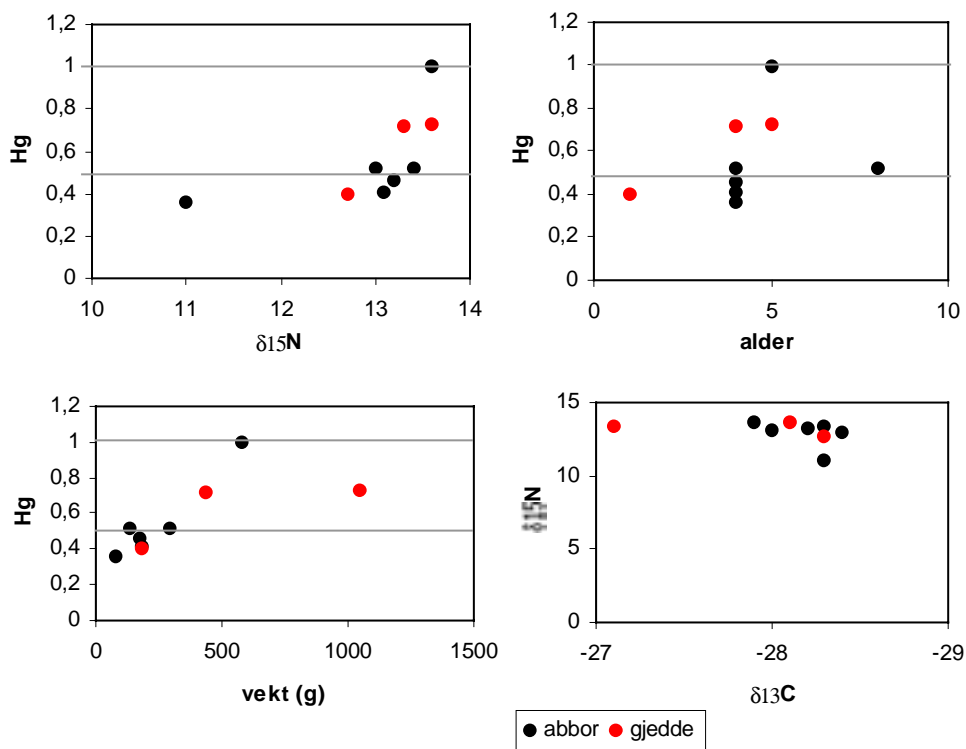 1,2
1
0,8
0,6
0,4
0,2
0
Hg
10 11 12 13 14
δ15N
1,2
1
0,8
0,6
0,4
0,2
0
Hg
0 5 10
alder
1,2
1
0,8
0,6
0,4
0,2
0
Hg
0 500 1000 1500
vekt (g)
15
10
5
0
δ15N
-27 -28 -29
δ13C
abbor gjedde